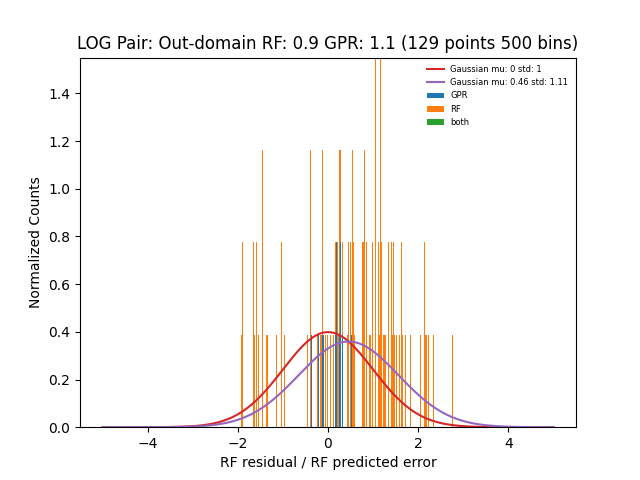 LOG Pair: Out-domain RF: 0.9 GPR: 1.1 (129 points 500 bins)
Gaussian mu: 0 std: 1
Gaussian mu: 0.46 std: 1.11
GPR
RF
both
Normalized Counts
1.4
1.2
1.0
0.8
0.6
0.4
0.2
0.0
−4
−2
0
2
4
RF residual / RF predicted error